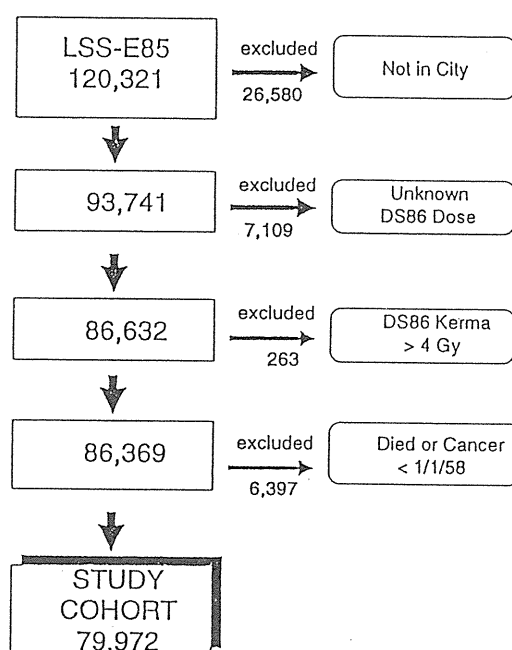 LSS-E85
120,321
excluded
26,580
Not in City
93,741
excluded
7,109
Unknown
DS86 Dose
86,632
excluded
263
DS86 Kerma
> 4 Gy
86,369
excluded
6,397
Died or Cancer
< 1/1/58
STUDY
COHORT
79,972